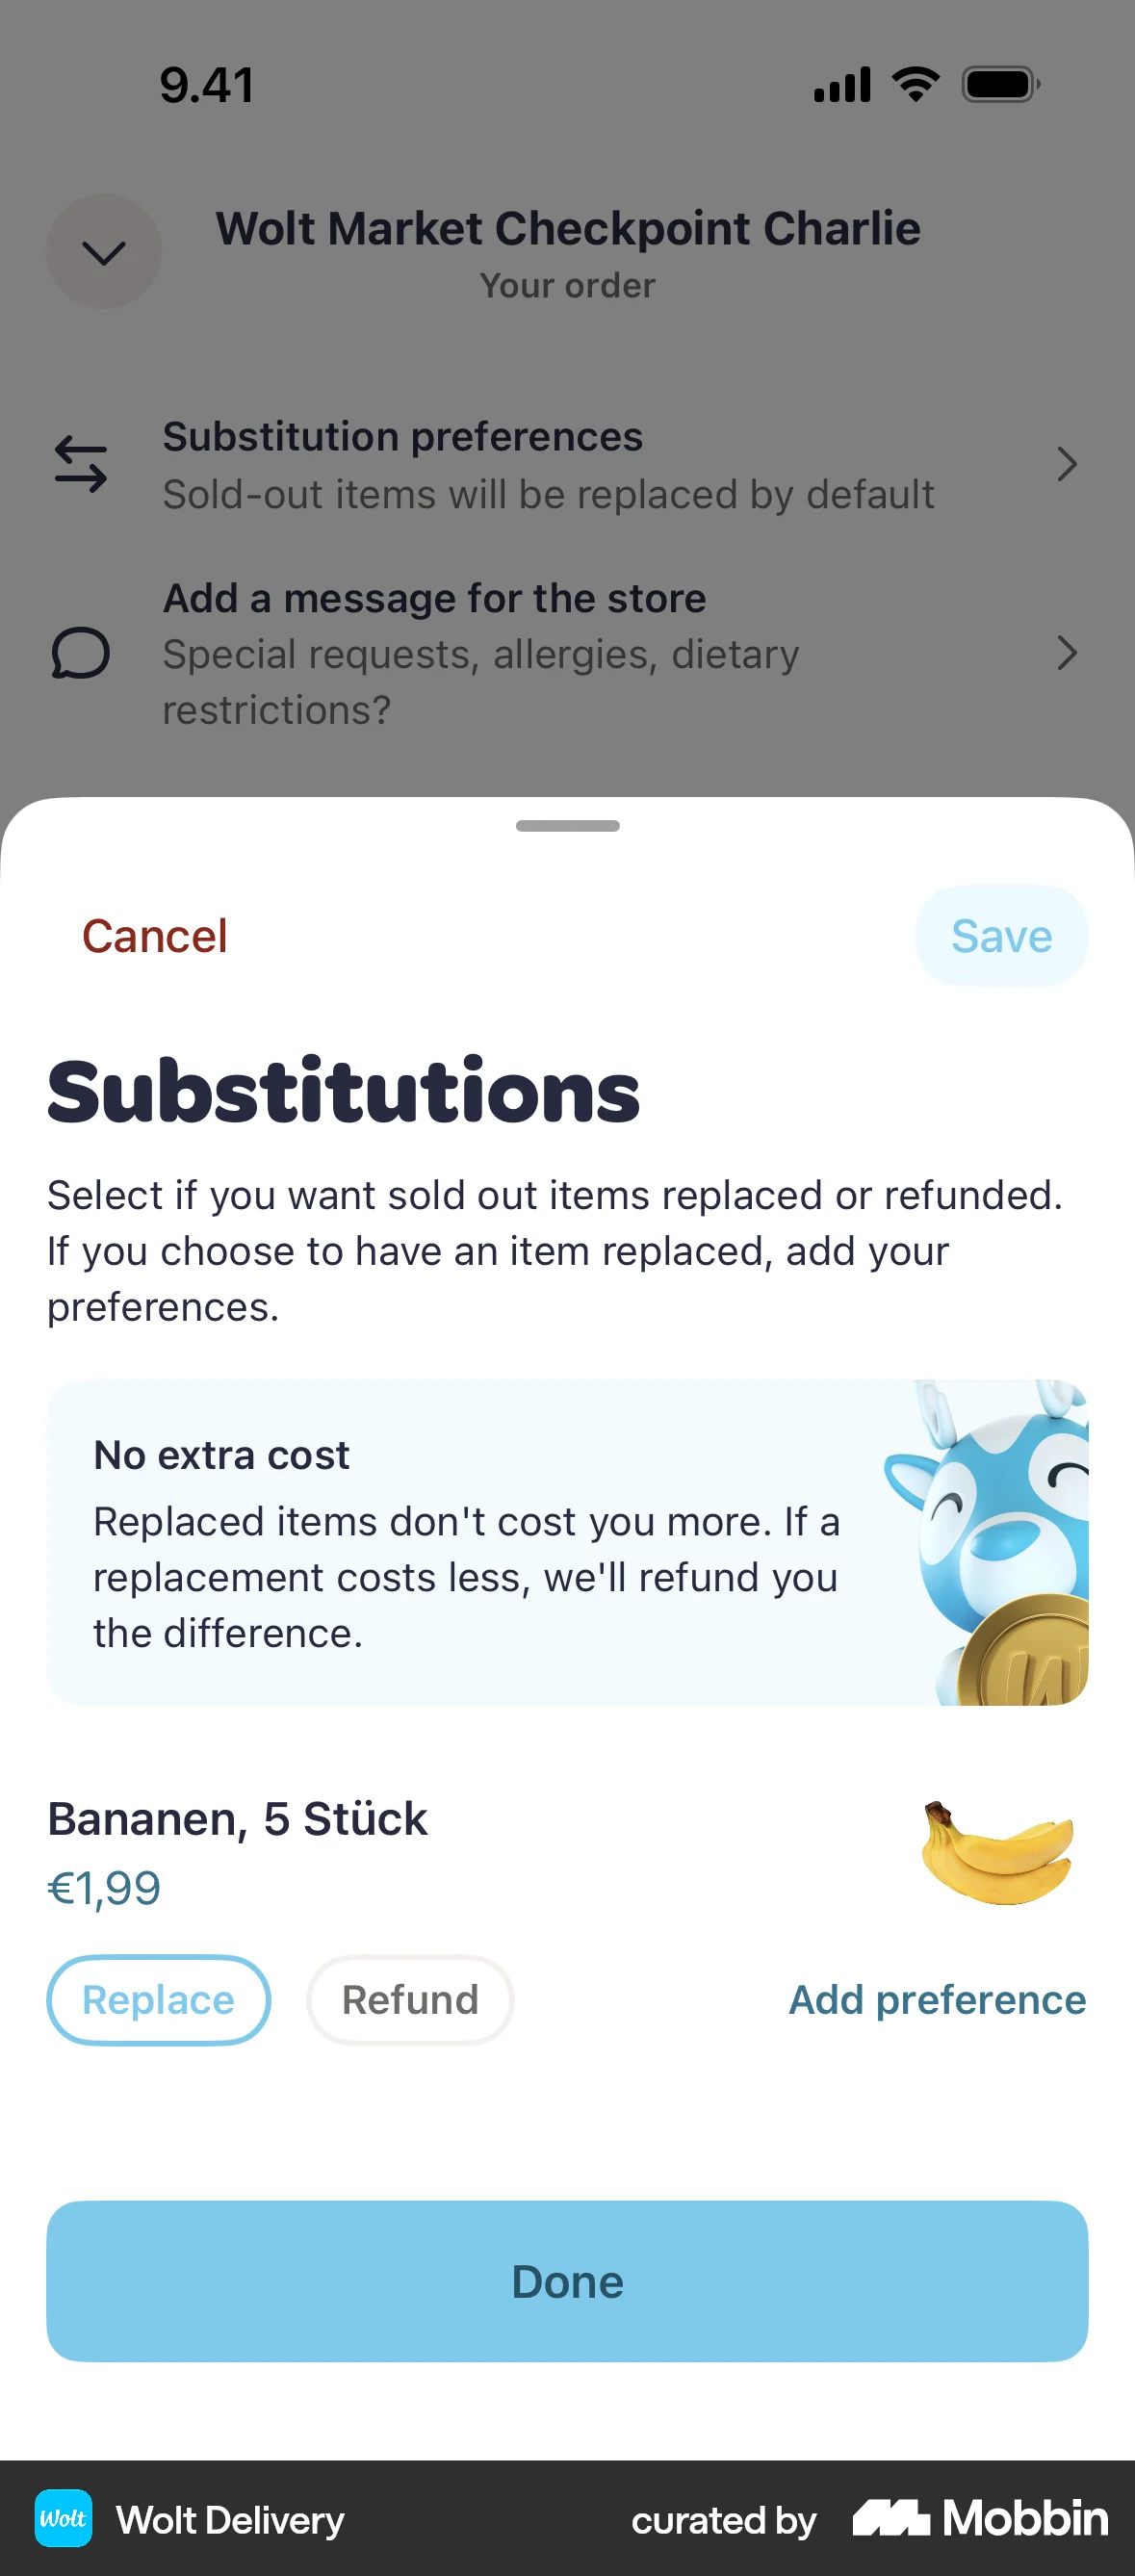 9.41
Wolt Market Checkpoint Charlie
Your order
Substitution preferences
Sold-out items will be replaced by default
Add a message for the store
Special requests, allergies, dietary
restrictions?
Cancel
Save
Substitutions
Select if you want sold out items replaced or refunded.
If you choose to have an item replaced, add your
preferences.
No extra cost
Replaced items don't cost you more. If a
replacement costs less, we'll refund you
the difference.
W
Bananen, 5 Stück
€1,99
Replace
Refund
Add preference
Done
Wolt
Wolt Delivery
curated by
Mobbin